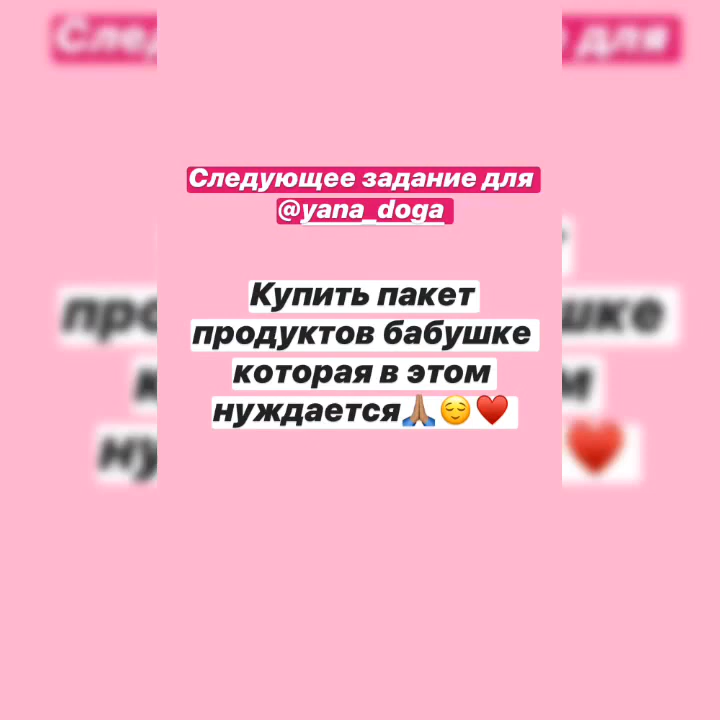 Следующее задание для
@yana_doga
Купить пакет
продуктов бабушке
которая в этом
нуждается🙏🏽😌❤️